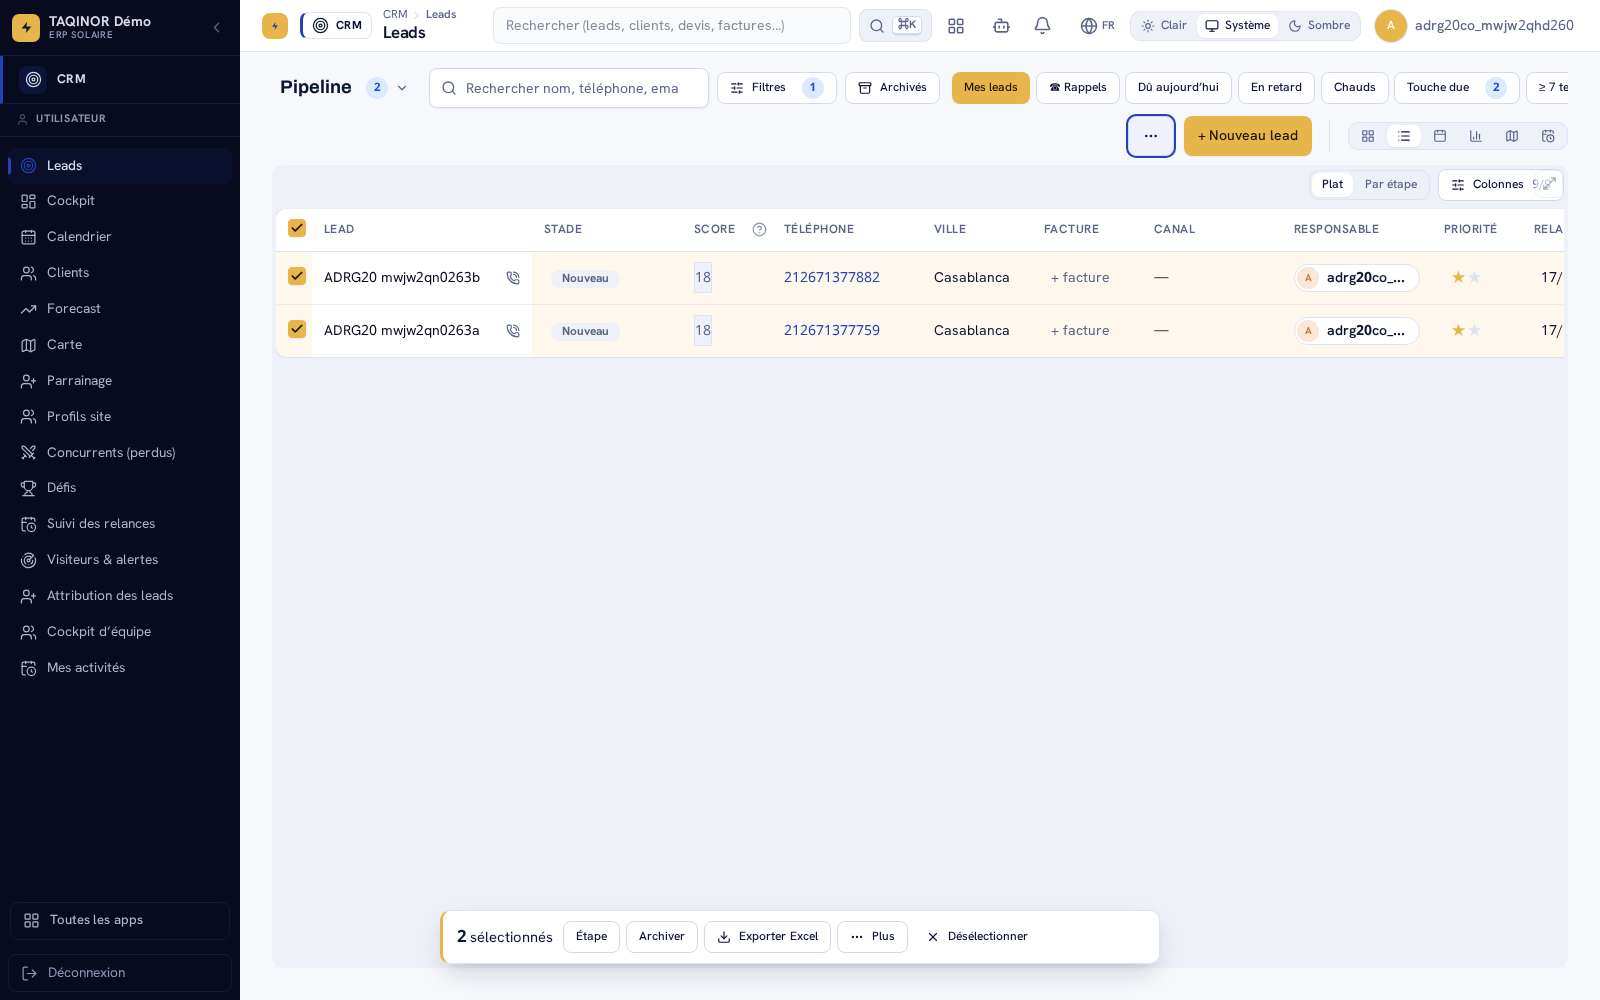 TAQINOR Démo
ERP SOLAIRE
CRM
UTILISATEUR
Leads
Cockpit
Calendrier
Clients
Forecast
Carte
Parrainage
Profils site
Concurrents (perdus)
Défis
Suivi des relances
Visiteurs & alertes
Attribution des leads
Cockpit d’équipe
Mes activités
Toutes les apps
Déconnexion
CRM
CRM Leads
Leads
Rechercher (leads, clients, devis, factures...)
⌘K
FR
Clair Système Sombre
A adrg20co_mwjw2qhd260
Pipeline 2
Rechercher nom, téléphone, ema
Filtres 1
Archivés
Mes leads
☎ Rappels
Dû aujourd’hui
En retard
Chauds
Touche due 2
≥ 7 te
...
+ Nouveau lead
Plat Par étape
Colonnes
LEAD STADE SCORE TÉLÉPHONE VILLE FACTURE CANAL RESPONSABLE PRIORITÉ RELA
ADRG20 mwjw2qn0263b Nouveau 18 212671377882 Casablanca + facture — A adrg20co_... ★★ 17/
ADRG20 mwjw2qn0263a Nouveau 18 212671377759 Casablanca + facture — A adrg20co_... ★★ 17/
2 sélectionnés Étape Archiver Exporter Excel ... Plus Désélectionner